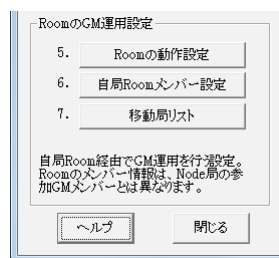 RoomのGM運用設定
5. Roomの動作設定
6. 自局Roomメンバー設定
7. 移動局リスト
自局Room経由でGM運用を行う設定。
Roomのメンバー情報は、Node局の参
加GMメンバーとは異なります。
ヘルプ 閉じる